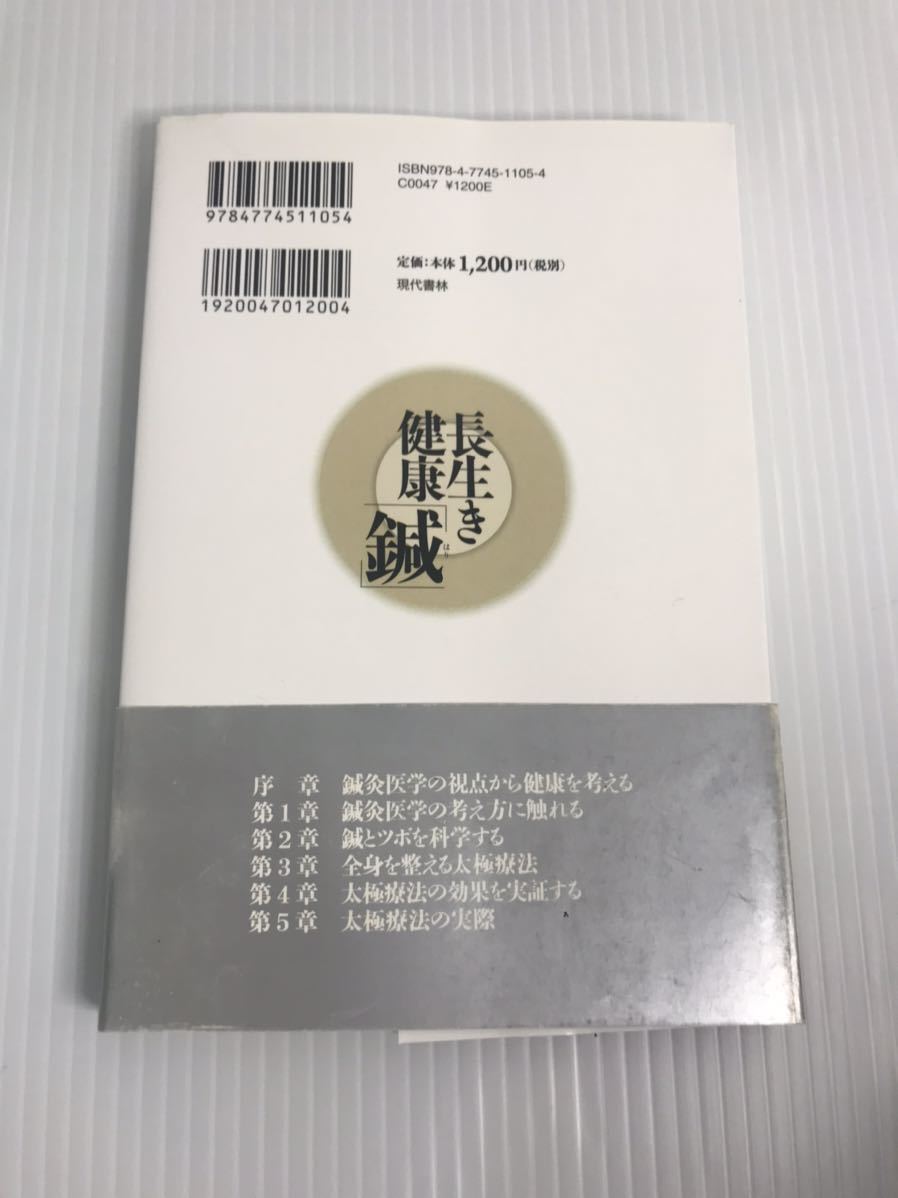 ISBN978-4-7745-1105-4
C0047 ¥1200E
9784774511054
定価:本体1,200円(税別)
現代書林
1920047012004
長生き
健康「鍼」
はり
序 章 鍼灸医学の視点から健康を考える
第1章 鍼灸医学の考え方に触れる
第2章 鍼とツボを科学する
第3章 全身を整える太極療法
第4章 太極療法の効果を実証する
第5章 太極療法の実際